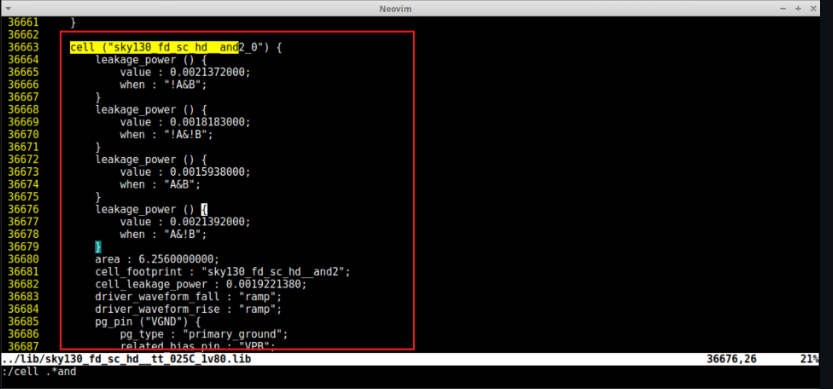 Neovim
36661 }
36662
36663 cell ("sky130_fd_sc_hd__and2_0") {
36664 leakage_power () {
36665 value : 0.0021372000;
36666 when : "!A&B";
36667 }
36668 leakage_power () {
36669 value : 0.0018183000;
36670 when : "!A&!B";
36671 }
36672 leakage_power () {
36673 value : 0.0015938000;
36674 when : "A&B";
36675 }
36676 leakage_power () {
36677 value : 0.0021392000;
36678 when : "A&!B";
36679 }
36680 area : 6.2560000000;
36681 cell_footprint : "sky130_fd_sc_hd__and2";
36682 cell_leakage_power : 0.0019221380;
36683 driver_waveform_fall : "ramp";
36684 driver_waveform_rise : "ramp";
36685 pg_pin ("VGND") {
36686 pg_type : "primary_ground";
36687 related_bias_pin : "VPB";
../lib/sky130_fd_sc_hd__tt_025C_1v80.lib 36676,26 21%
:/cell .*and